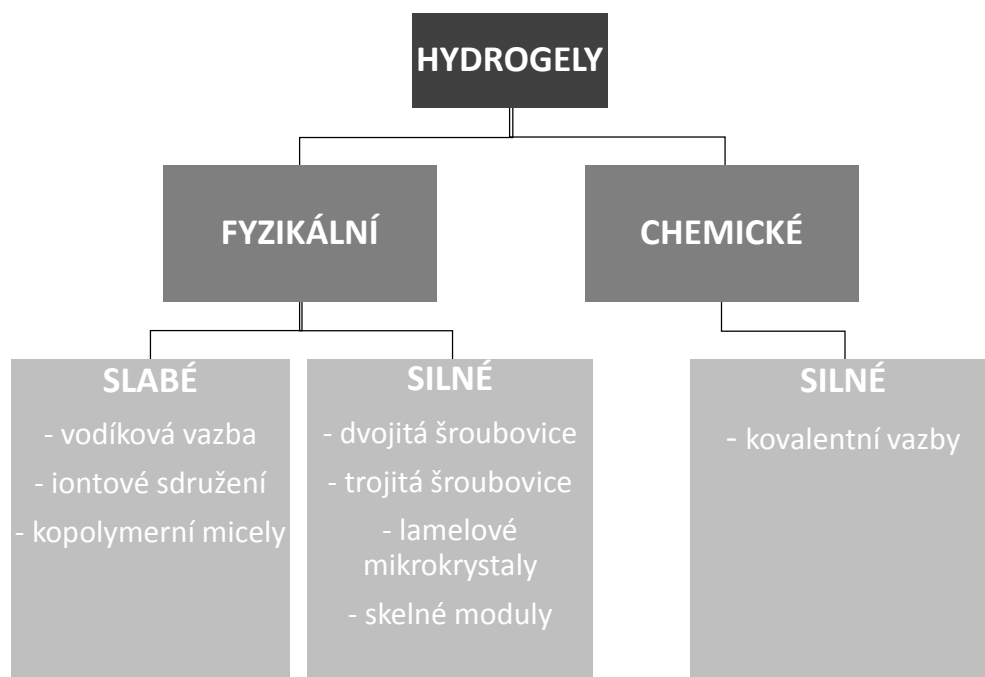 HYDROGELY
FYZIKÁLNÍ
CHEMICKÉ
SLABÉ
- vodíková vazba
- iontové sdružení
- kopolymerní micely
SILNÉ
- dvojitá šroubovice
- trojitá šroubovice
- lamelové
mikrokrystaly
- skelné moduly
SILNÉ
- kovalentní vazby